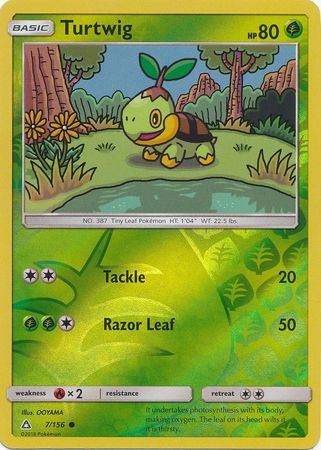 BASIC Turtwig HP 80
NO. 387 Tiny Leaf Pokémon HT: 1'04" WT: 22.5 lbs.
Tackle 20
Razor Leaf 50
weakness × 2 resistance retreat
Illus. OOYAMA
7/156
©2018 Pokémon
It undertakes photosynthesis with its body,
making oxygen. The leaf on its head wilts if
it is thirsty.